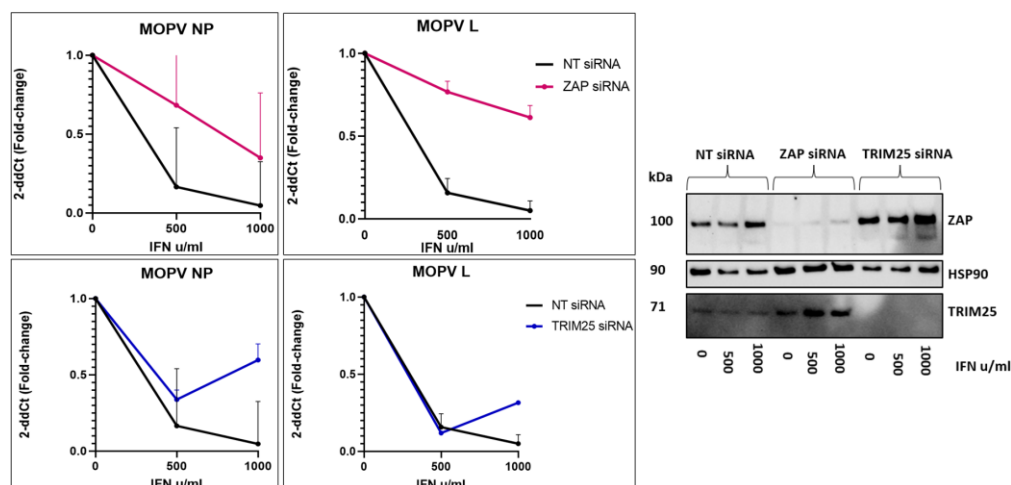 MOPV NP
2-ddCt (Fold-change)
1.0
0.5
0.0
0
500
1000
IFN u/ml
MOPV L
NT siRNA
ZAP siRNA
2-ddCt (Fold-change)
1.0
0.5
0.0
0
500
1000
IFN u/ml
MOPV NP
2-ddCt (Fold-change)
1.0
0.5
0.0
0
500
1000
IFN u/ml
MOPV L
NT siRNA
TRIM25 siRNA
2-ddCt (Fold-change)
1.0
0.5
0.0
0
500
1000
IFN u/ml
NT siRNA ZAP siRNA TRIM25 siRNA
kDa
100 ZAP
90 HSP90
71 TRIM25
0 500 1000 0 500 1000 0 500 1000 IFN u/ml